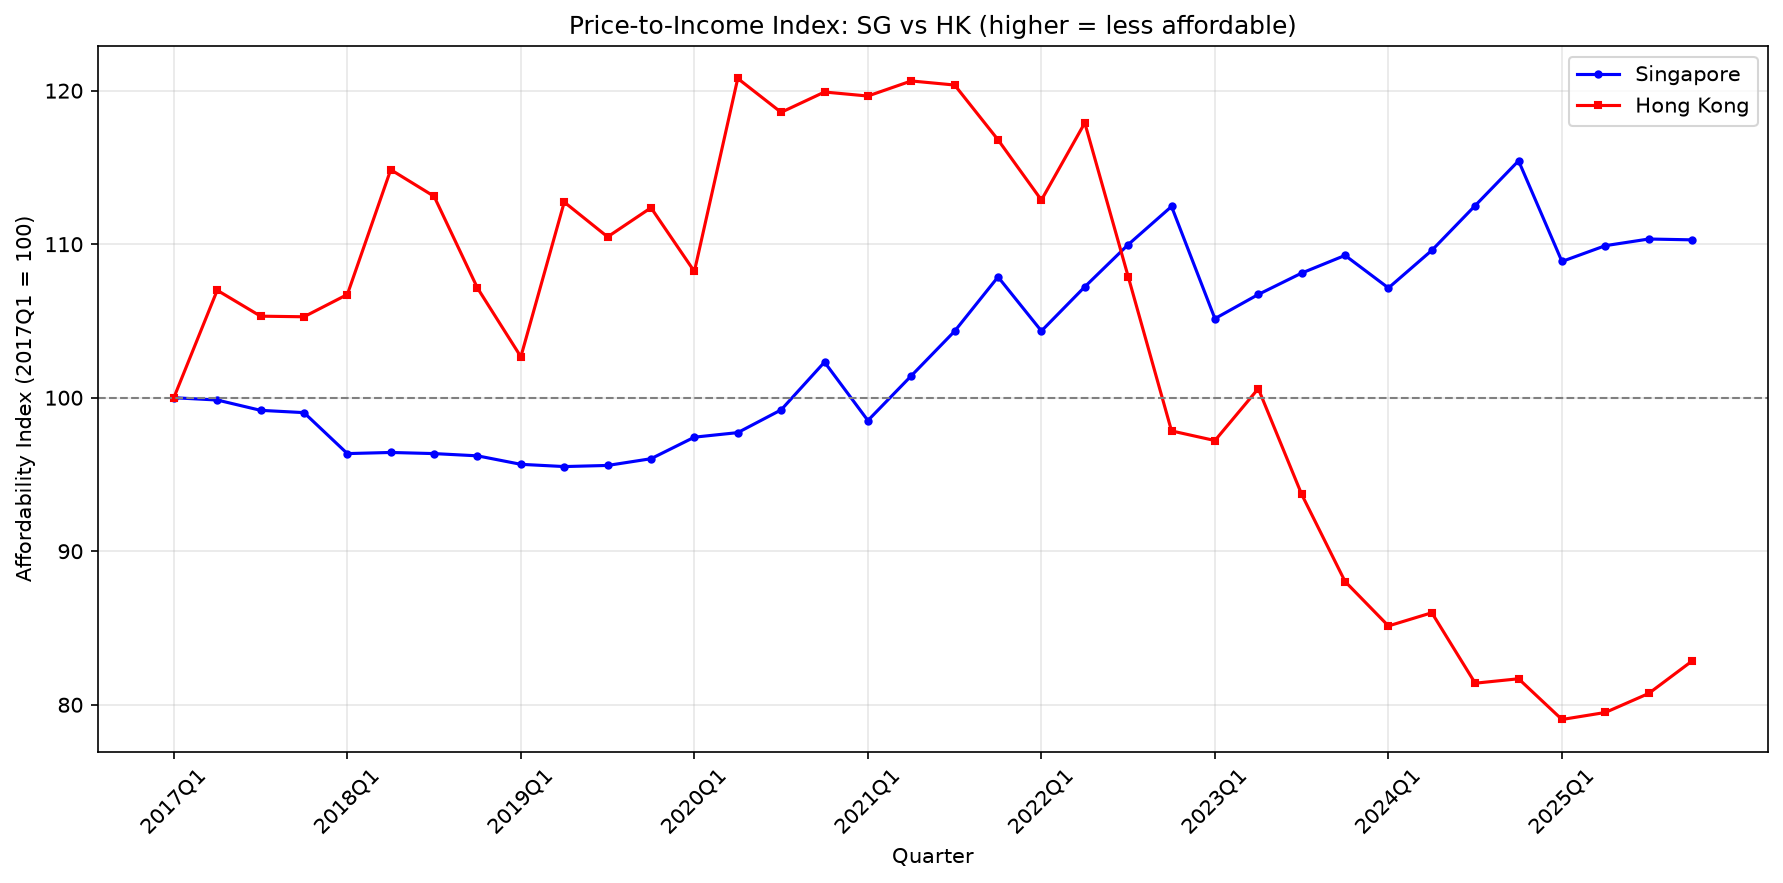 Price-to-Income Index: SG vs HK (higher = less affordable)
Singapore
Hong Kong
Affordability Index (2017Q1 = 100)
120
110
100
90
80
2017Q1
2018Q1
2019Q1
2020Q1
2021Q1
2022Q1
2023Q1
2024Q1
2025Q1
Quarter